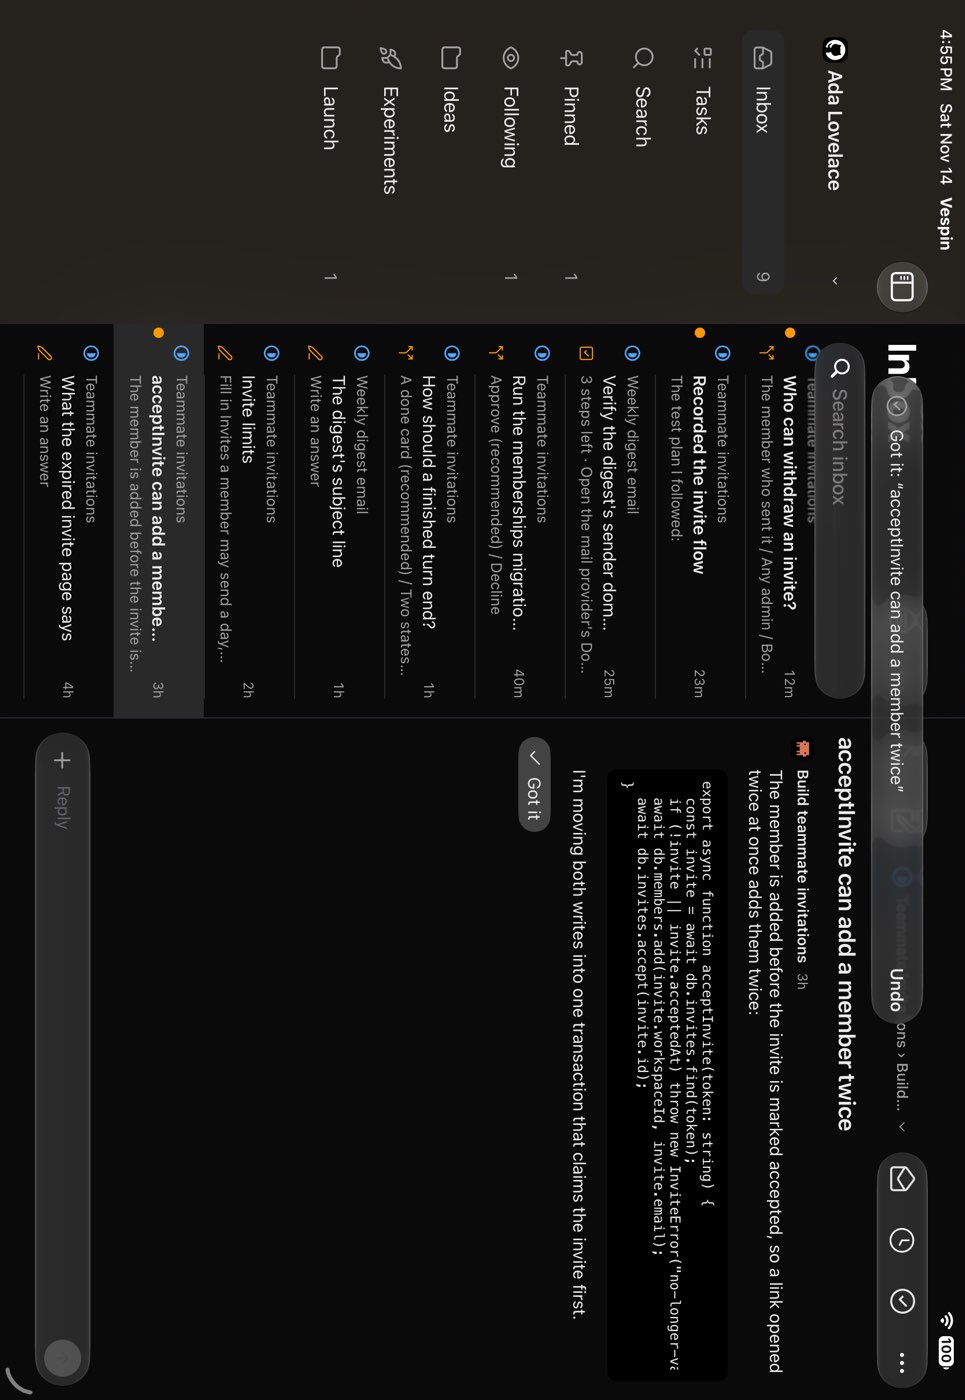 4:55 PM Sat Nov 14 Vespin
100
Ada Lovelace
Inbox 9
Tasks
Search
Pinned 1
Following 1
Ideas
Experiments
Launch 1
Inbox
Got it: “acceptInvite can add a member twice” Undo
Search inbox
Teammate invitations
Who can withdraw an invite? 12m
The member who sent it / Any admin / Bo...
Teammate invitations
Recorded the invite flow 23m
The test plan I followed:
Weekly digest email
Verify the digest's sender dom... 25m
3 steps left · Open the mail provider's Do...
Teammate invitations
Run the memberships migratio... 40m
Approve (recommended) / Decline
Teammate invitations
How should a finished turn end? 1h
A done card (recommended) / Two states...
Weekly digest email
The digest's subject line 1h
Write an answer
Teammate invitations
Invite limits 2h
Fill in Invites a member may send a day,...
Teammate invitations
acceptInvite can add a membe... 3h
The member is added before the invite is...
Teammate invitations
What the expired invite page says 4h
Write an answer
Teammate invitations › Build...
acceptInvite can add a member twice
Build teammate invitations 3h
The member is added before the invite is marked accepted, so a link opened
twice at once adds them twice:
export async function acceptInvite(token: string) {
const invite = await db.invites.find(token);
if (!invite || invite.acceptedAt) throw new InviteError("no-longer-va
await db.members.add(invite.workspaceId, invite.email);
await db.invites.accept(invite.id);
}
I'm moving both writes into one transaction that claims the invite first.
Got it
Reply